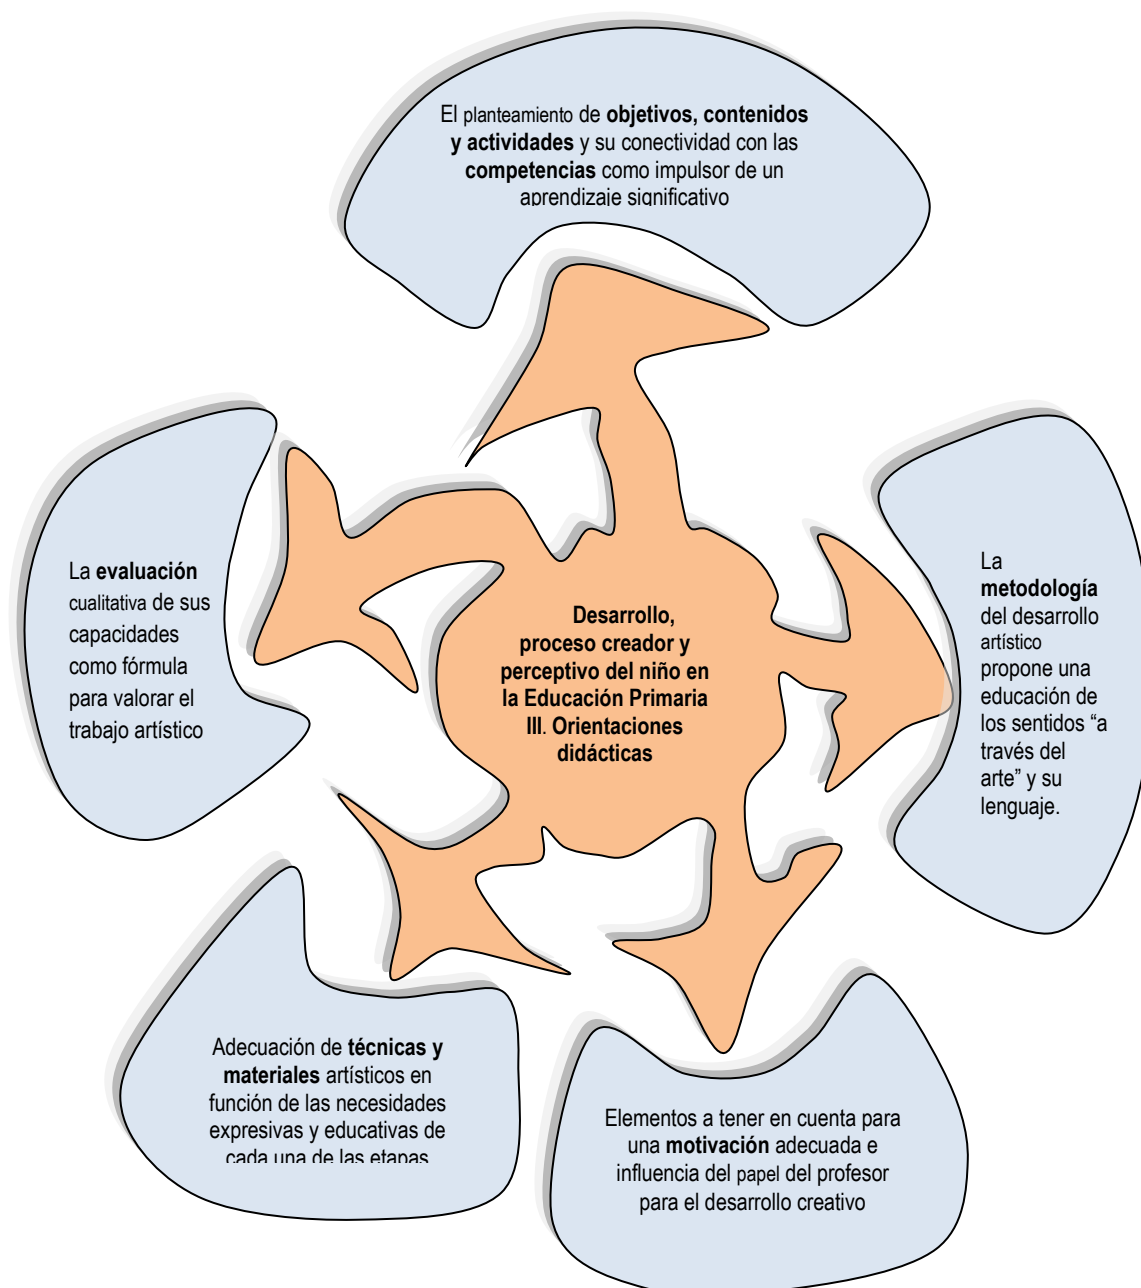 El planteamiento de objetivos, contenidos
y actividades y su conectividad con las
competencias como impulsor de un
aprendizaje significativo
La
metodología
del desarrollo
artístico
propone una
educación de
los sentidos “a
través del
arte” y su
lenguaje.
La evaluación
cualitativa de sus
capacidades
como fórmula
para valorar el
trabajo artístico
Desarrollo,
proceso creador y
perceptivo del niño en
la Educación Primaria
III. Orientaciones
didácticas
Adecuación de técnicas y
materiales artísticos en
función de las necesidades
expresivas y educativas de
cada una de las etapas
Elementos a tener en cuenta para
una motivación adecuada e
influencia del papel del profesor
para el desarrollo creativo